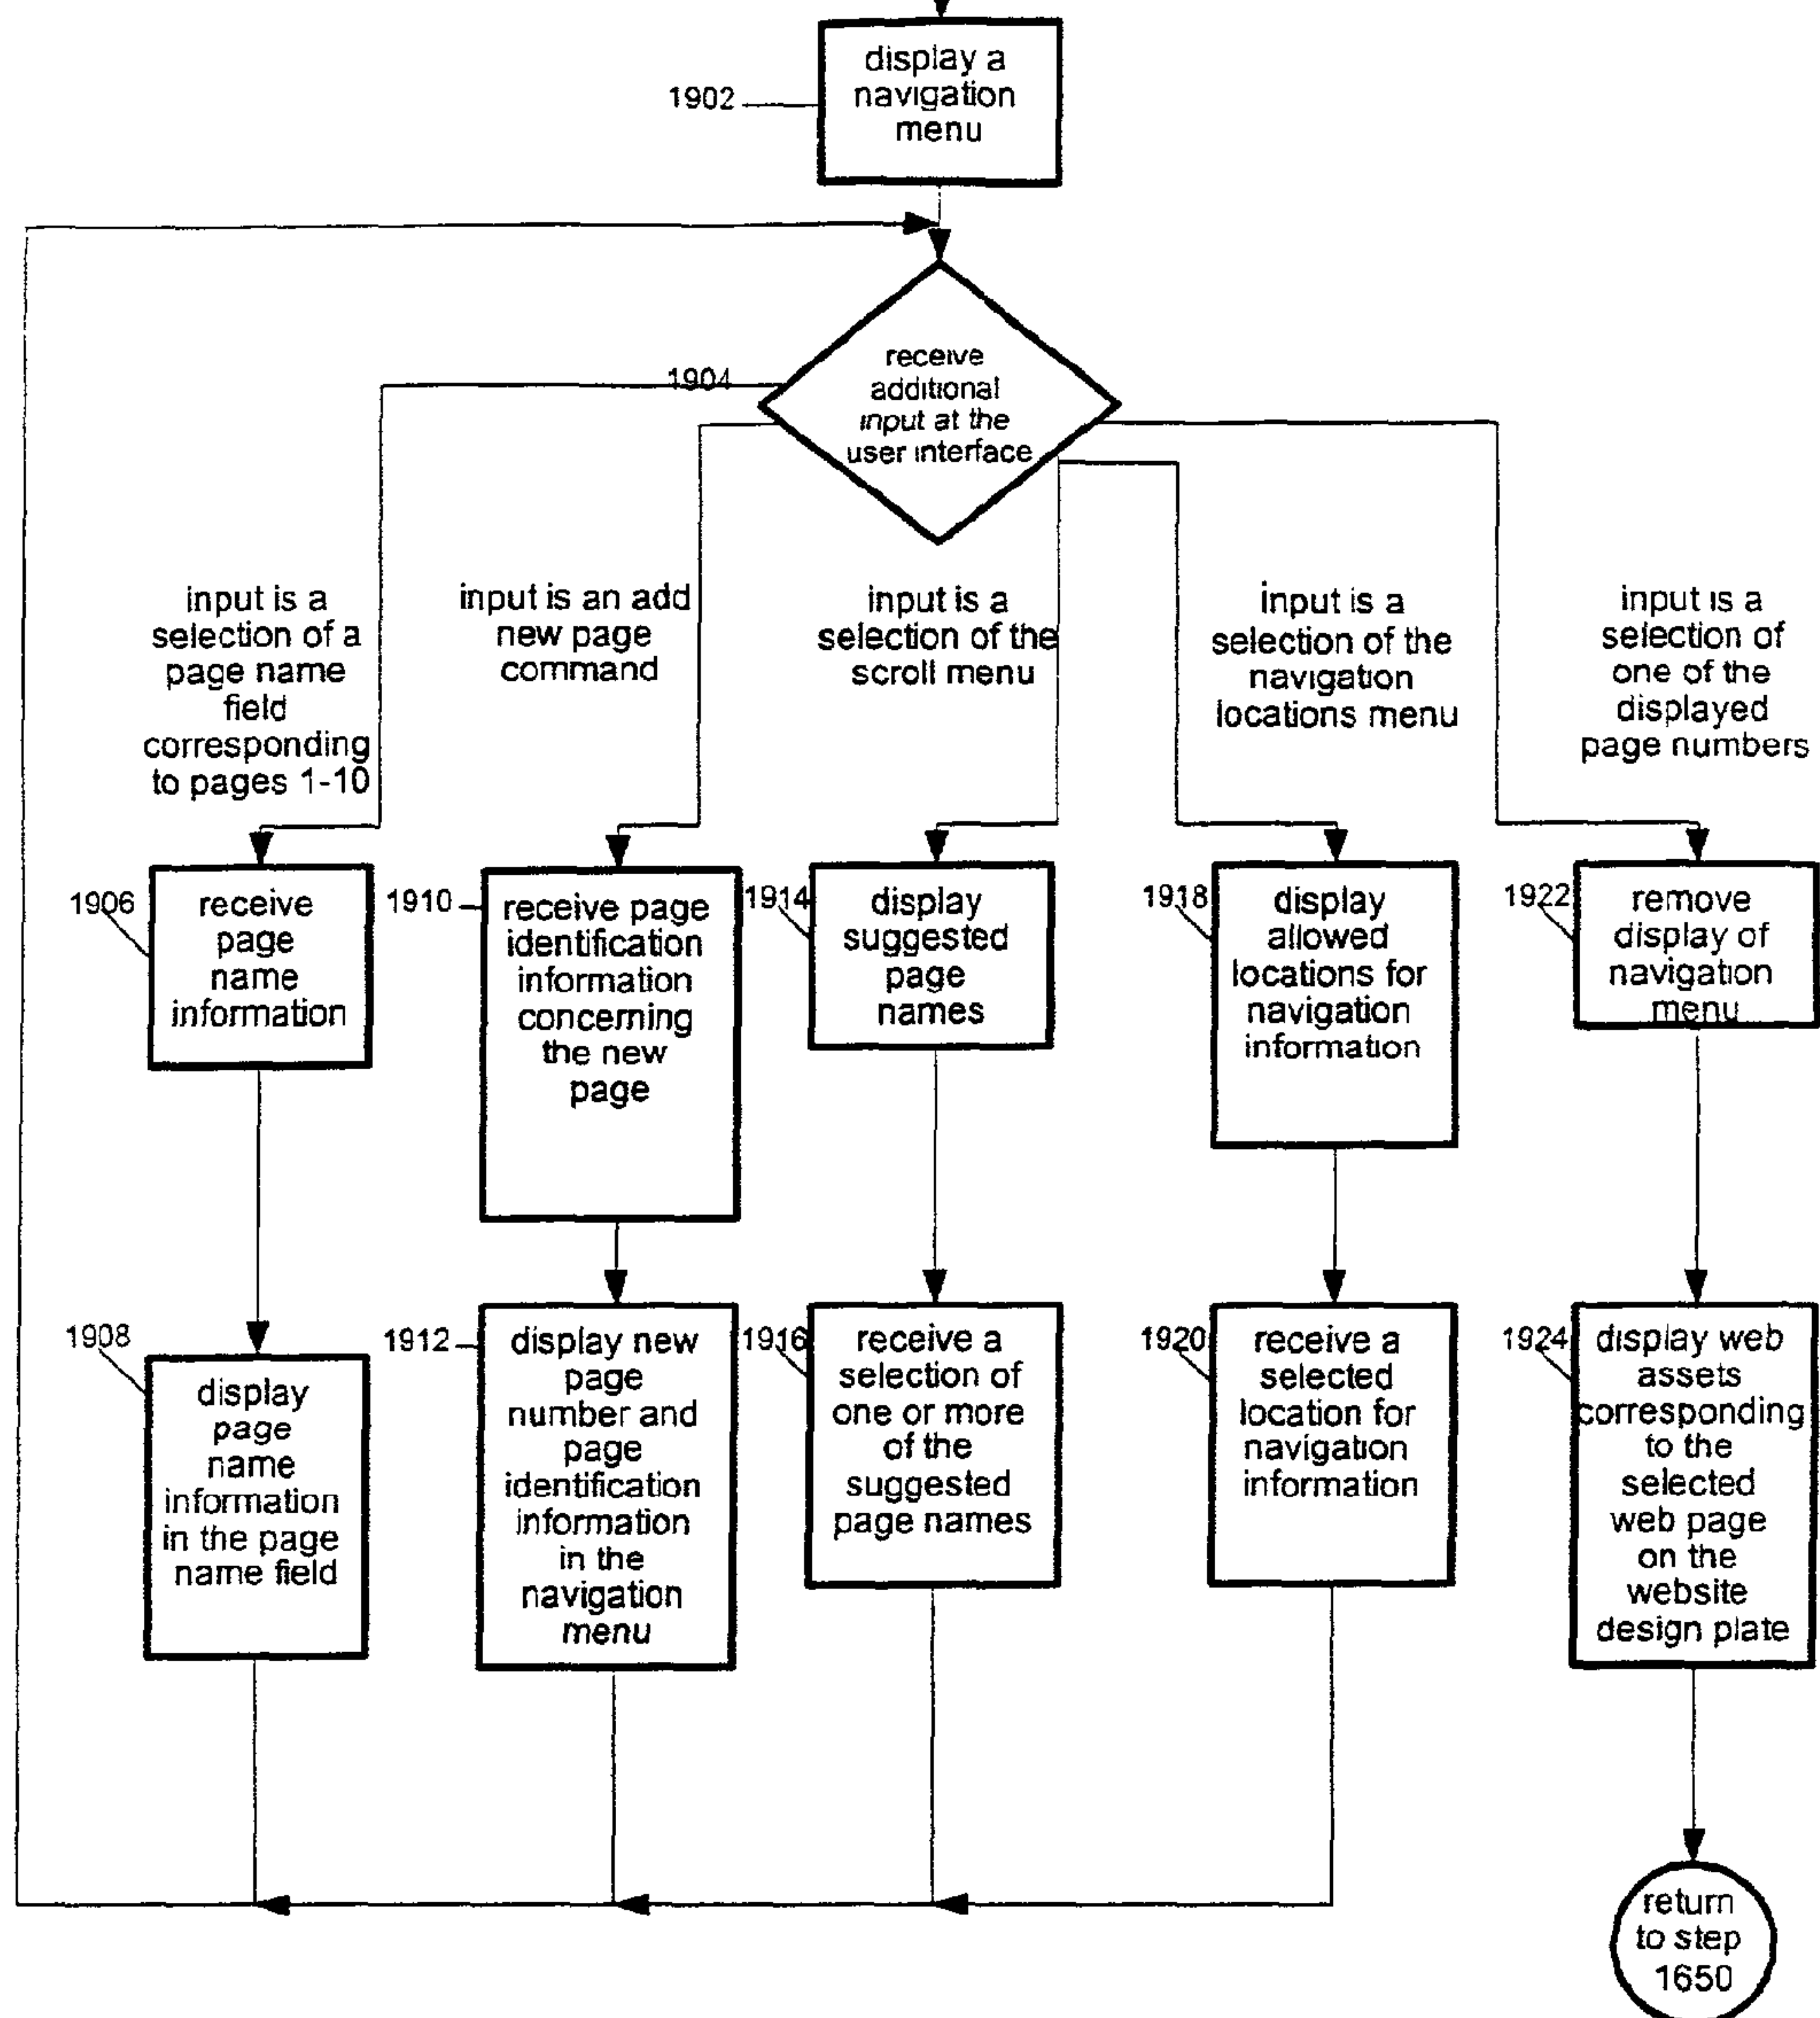 display a
navigation
menu
1902
1904
receive
additional
input at the
user interface
input is a
selection of a
page name
field
corresponding
to pages 1-10
input is an add
new page
command
input is a
selection of the
scroll menu
input is a
selection of the
navigation
locations menu
input is a
selection of
one of the
displayed
page numbers
1906
receive
page
name
information
1910
receive page
identification
information
concerning
the new
page
1914
display
suggested
page
names
1918
display
allowed
locations for
navigation
information
1922
remove
display of
navigation
menu
1908
display
page
name
information
in the page
name field
1912
display new
page
number and
page
identification
information
in the
navigation
menu
1916
receive a
selection of
one or more
of the
suggested
page names
1920
receive a
selected
location for
navigation
information
1924
display web
assets
corresponding
to the
selected
web page
on the
website
design plate
return
to step
1650